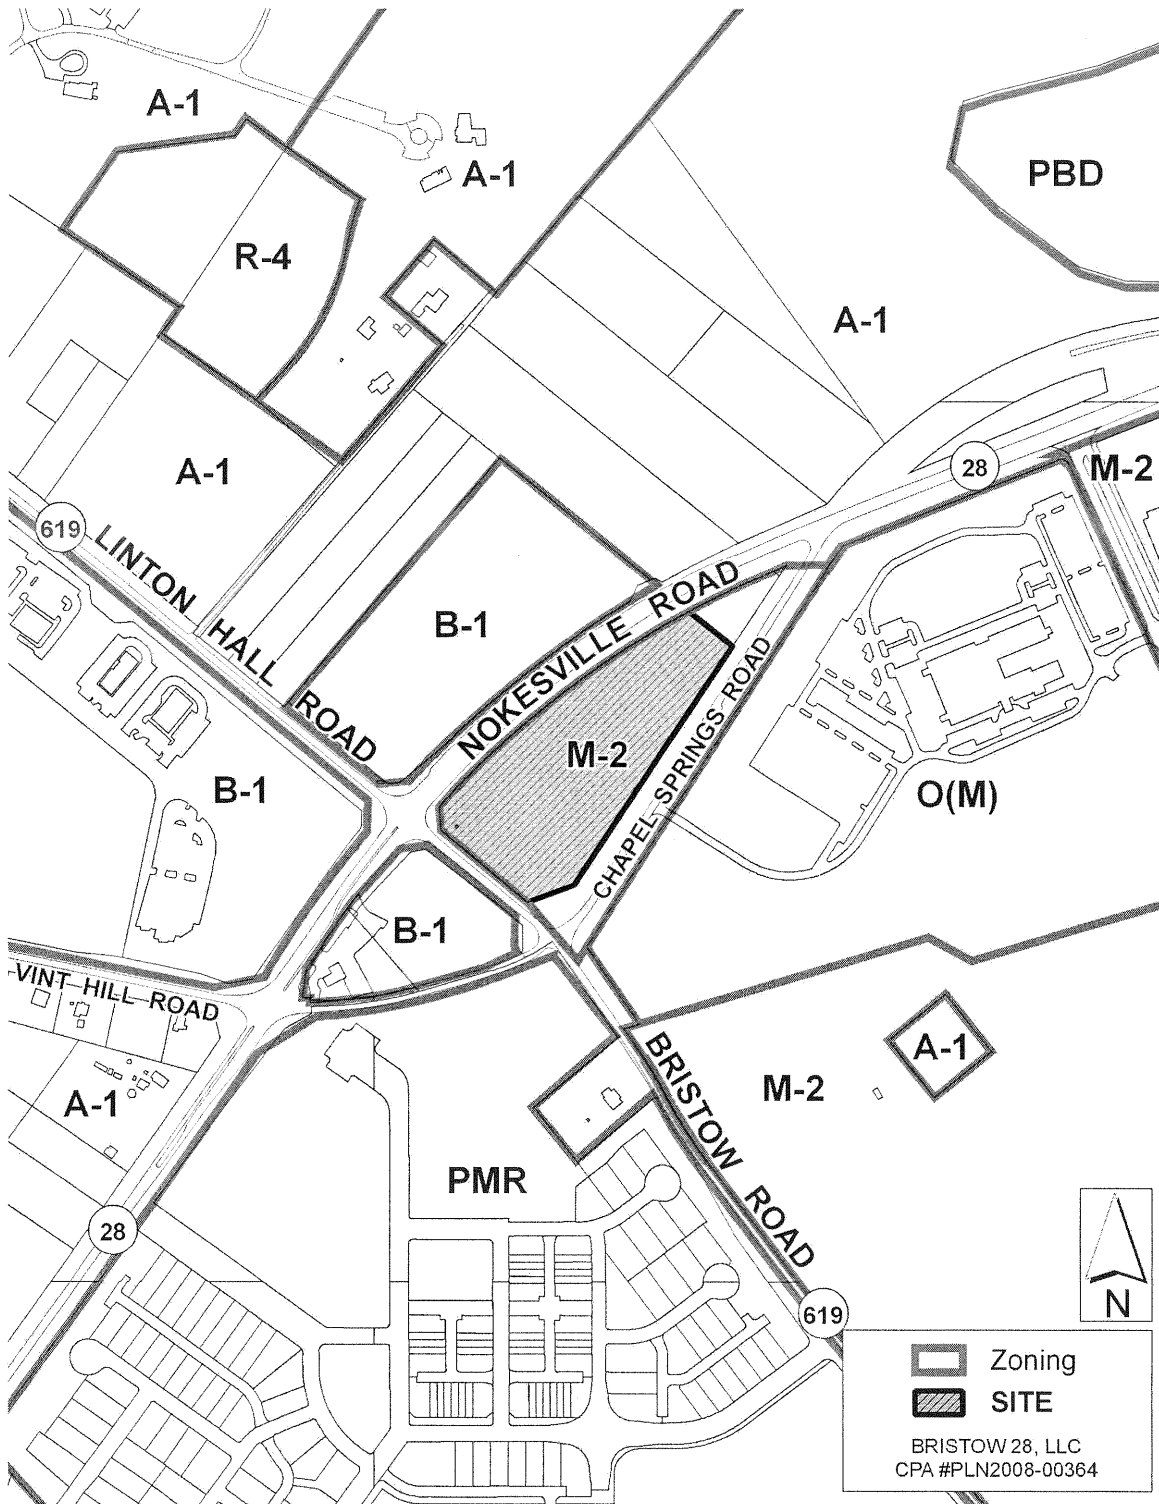 A-1
A-1
PBD
R-4
A-1
A-1
28
M-2
619
LINTON HALL ROAD
B-1
NOKESVILLE ROAD
M-2
CHAPEL SPRINGS ROAD
B-1
O(M)
B-1
VINT HILL ROAD
A-1
M-2
A-1
BRISTOW ROAD
PMR
28
619
N
Zoning
SITE
BRISTOW 28, LLC
CPA #PLN2008-00364